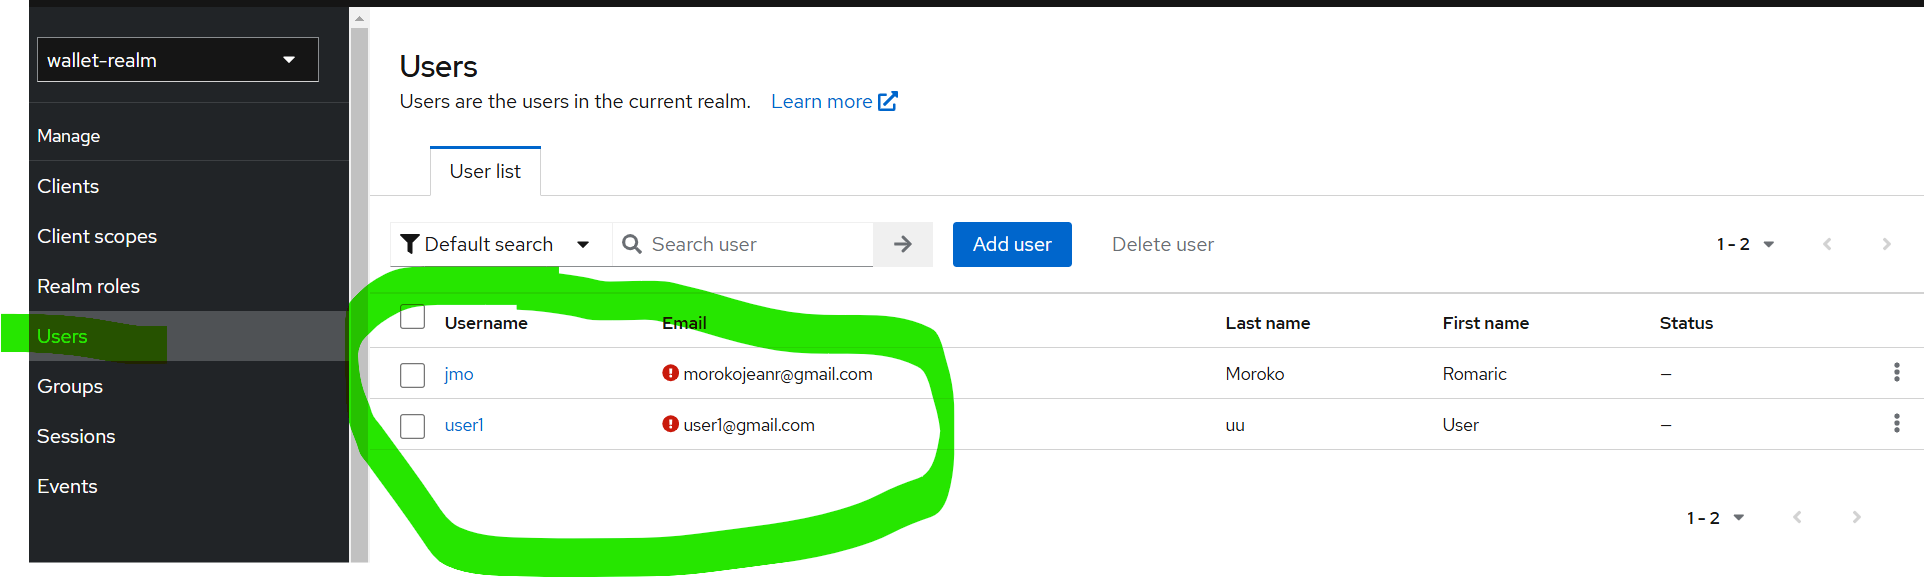 wallet-realm
Manage
Clients
Client scopes
Realm roles
Users
Groups
Sessions
Events
Users
Users are the users in the current realm. Learn more
User list
Default search Search user Add user Delete user 1 - 2
Username Email Last name First name Status
jmo morokojeanr@gmail.com Moroko Romaric –
user1 user1@gmail.com uu User –
1 - 2